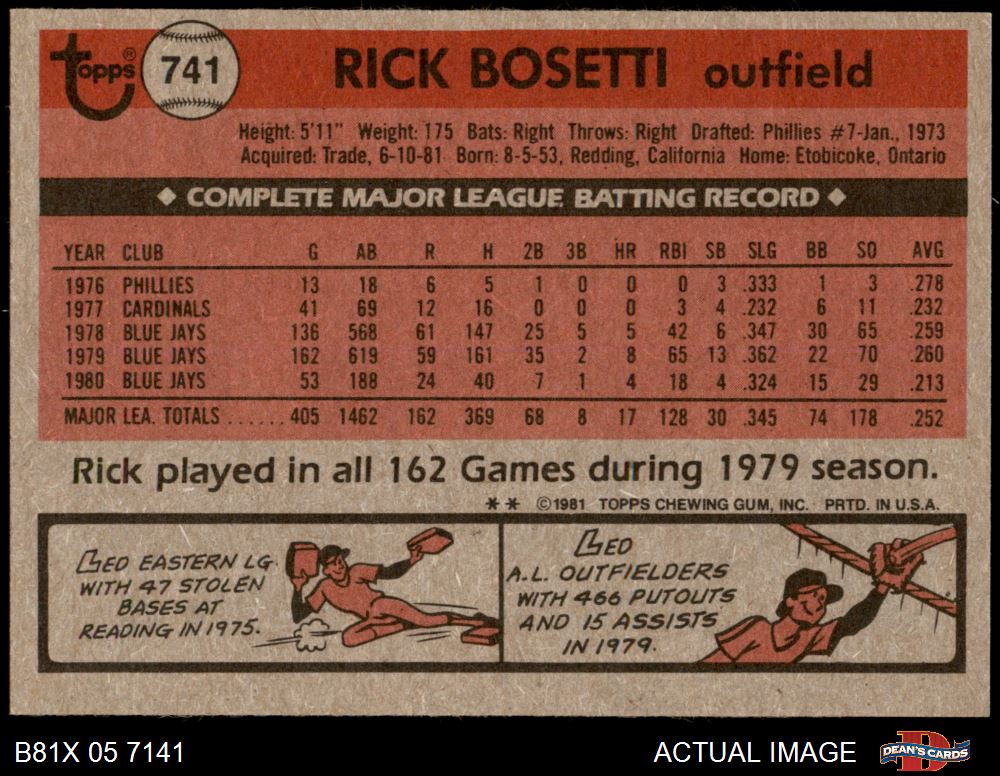 Topps® 741 RICK BOSETTI outfield
Height: 5'11" Weight: 175 Bats: Right Throws: Right Drafted: Phillies #7-Jan., 1973
Acquired: Trade, 6-10-81 Born: 8-5-53, Redding, California Home: Etobicoke, Ontario
COMPLETE MAJOR LEAGUE BATTING RECORD
YEAR CLUB G AB R H 2B 3B HR RBI SB SLG BB SO AVG
1976 PHILLIES 13 18 6 5 1 0 0 0 3 .333 1 3 .278
1977 CARDINALS 41 69 12 16 0 0 0 3 4 .232 6 11 .232
1978 BLUE JAYS 136 568 61 147 25 5 5 42 6 .347 30 65 .259
1979 BLUE JAYS 162 619 59 161 35 2 8 65 13 .362 22 70 .260
1980 BLUE JAYS 53 188 24 40 7 1 4 18 4 .324 15 29 .213
MAJOR LEA. TOTALS ...... 405 1462 162 369 68 8 17 128 30 .345 74 178 .252
Rick played in all 162 Games during 1979 season.
** ©1981 TOPPS CHEWING GUM, INC. PRTD. IN U.S.A.
LED EASTERN LG.
WITH 47 STOLEN
BASES AT
READING IN 1975.
LED
A.L. OUTFIELDERS
WITH 466 PUTOUTS
AND 15 ASSISTS
IN 1979.
B81X 05 7141 ACTUAL IMAGE DEAN'S CARDS